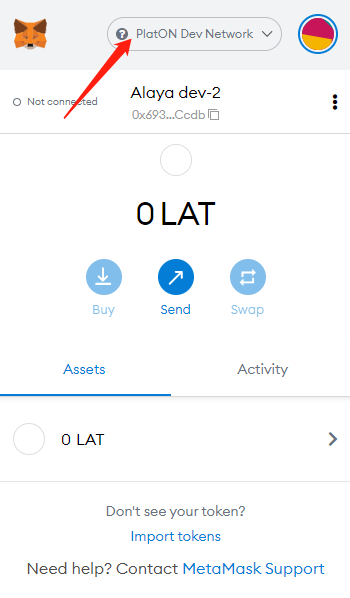 PlatON Dev Network
Not connected
Alaya dev-2
0x693...Ccdb
0 LAT
Buy
Send
Swap
Assets
Activity
0 LAT
Don't see your token?
Import tokens
Need help? Contact MetaMask Support